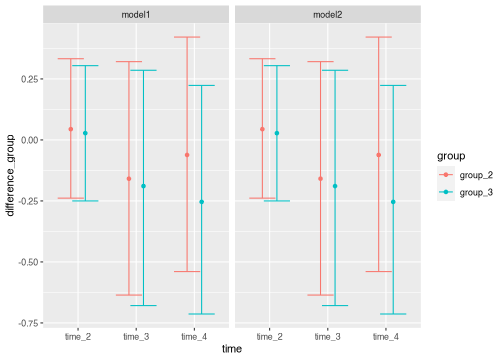 model1
model2
0.25
0.00
-0.25
-0.50
-0.75
difference_group
time_2
time_3
time_4
time_2
time_3
time_4
time
group
group_2
group_3